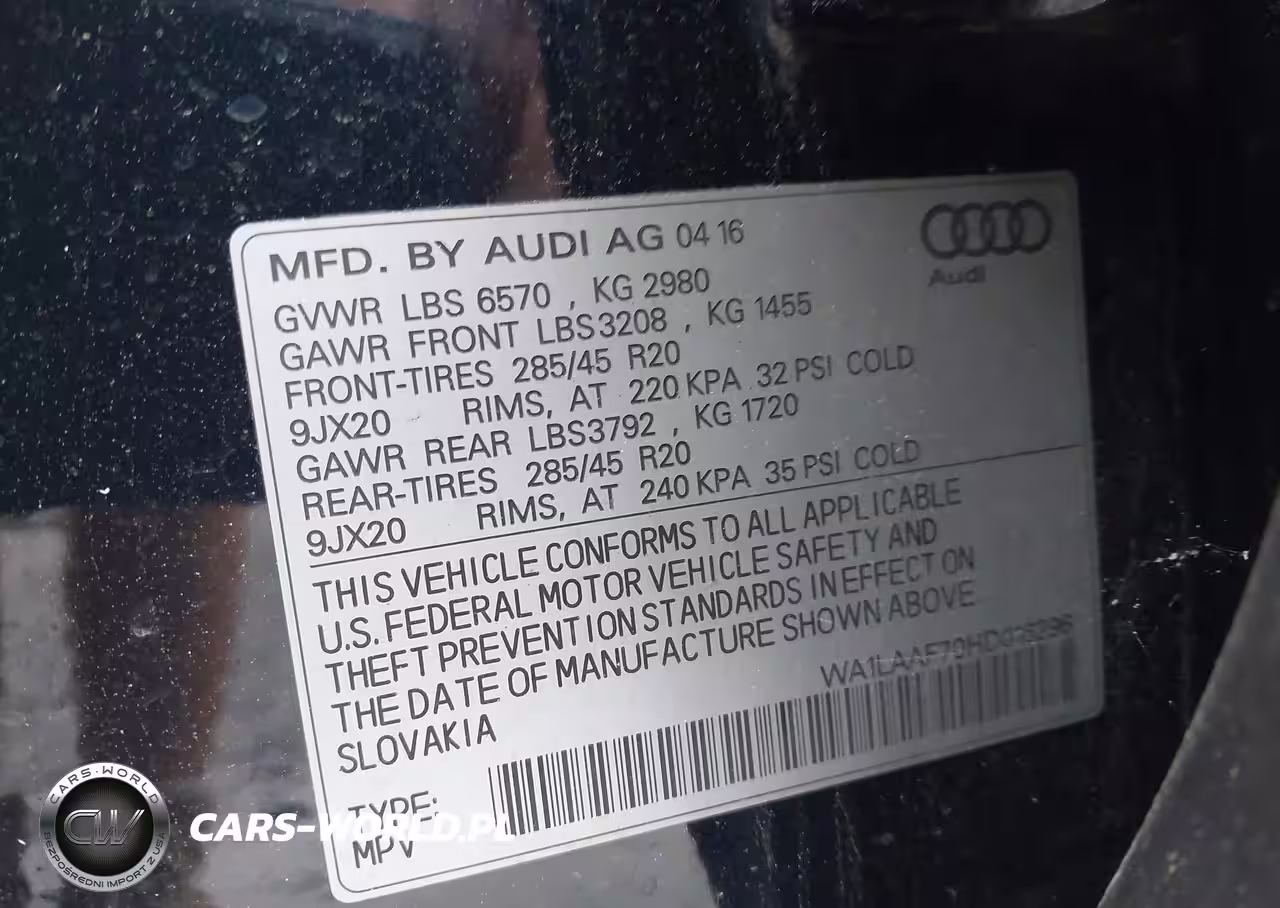 MFD. BY AUDI AG 04 16
Audi
GVWR LBS 6570 , KG 2980
GAWR FRONT LBS3208 , KG 1455
FRONT-TIRES 285/45 R20
9JX20 RIMS, AT 220 KPA 32 PSI COLD
GAWR REAR LBS3792 , KG 1720
REAR-TIRES 285/45 R20
9JX20 RIMS, AT 240 KPA 35 PSI COLD
THIS VEHICLE CONFORMS TO ALL APPLICABLE
U.S. FEDERAL MOTOR VEHICLE SAFETY AND
THEFT PREVENTION STANDARDS IN EFFECT ON
THE DATE OF MANUFACTURE SHOWN ABOVE
SLOVAKIA
TYPE:
MPV
CARS-WORLD
CW
BEZPOŚREDNI IMPORT Z USA
CARS-WORLD.PL